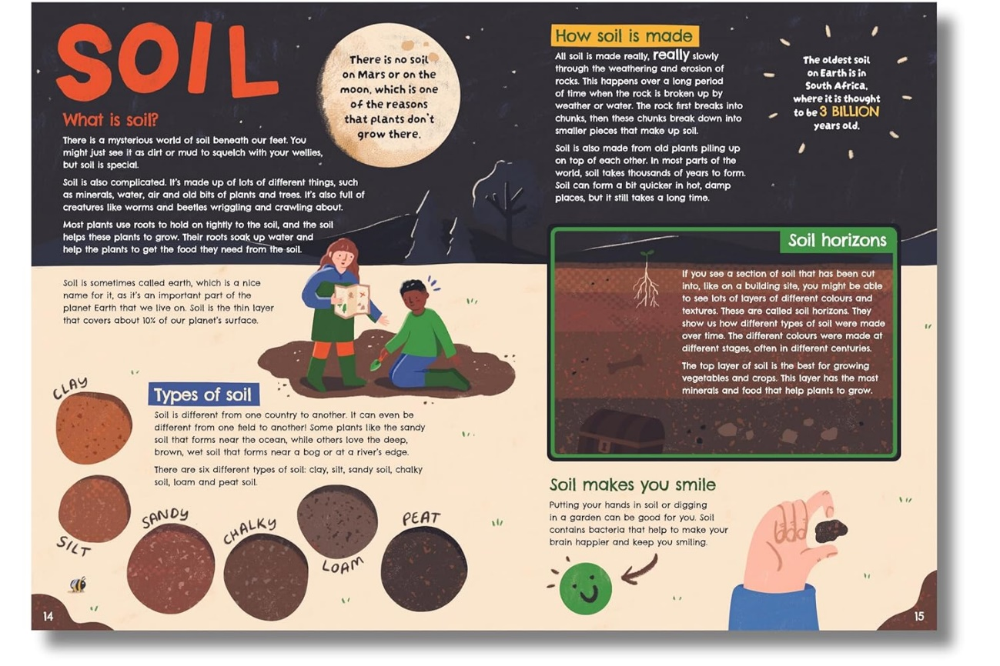 SOIL
What is soil?
There is a mysterious world of soil beneath our feet. You
might just see it as dirt or mud to squelch with your wellies,
but soil is special.
Soil is also complicated. It's made up of lots of different things, such
as minerals, water, air and old bits of plants and trees. It's also full of
creatures like worms and beetles wriggling and crawling about.
Most plants use roots to hold on tightly to the soil, and the soil
helps these plants to grow. Their roots soak up water and
help the plants to get the food they need from the soil.
Soil is sometimes called earth, which is a nice
name for it, as it's an important part of the
planet Earth that we live on. Soil is the thin layer
that covers about 10% of our planet's surface.
There is no soil
on Mars or on the
moon, which is one
of the reasons
that plants don't
grow there.
Types of soil
Soil is different from one country to another. It can even be
different from one field to another! Some plants like the sandy
soil that forms near the ocean, while others love the deep,
brown, wet soil that forms near a bog or at a river's edge.
There are six different types of soil: clay, silt, sandy soil, chalky
soil, loam and peat soil.
CLAY
SILT
SANDY
CHALKY
LOAM
PEAT
14
How soil is made
All soil is made really, really slowly
through the weathering and erosion of
rocks. This happens over a long period
of time when the rock is broken up by
weather or water. The rock first breaks into
chunks, then these chunks break down into
smaller pieces that make up soil.
Soil is also made from old plants piling up
on top of each other. In most parts of the
world, soil takes thousands of years to form.
Soil can form a bit quicker in hot, damp
places, but it still takes a long time.
The oldest soil
on Earth is in
South Africa,
where it is thought
to be 3 BILLION
years old.
Soil horizons
If you see a section of soil that has been cut
into, like on a building site, you might be able
to see lots of layers of different colours and
textures. These are called soil horizons. They
show us how different types of soil were made
over time. The different colours were made at
different stages, often in different centuries.
The top layer of soil is the best for growing
vegetables and crops. This layer has the most
minerals and food that help plants to grow.
Soil makes you smile
Putting your hands in soil or digging
in a garden can be good for you. Soil
contains bacteria that help to make your
brain happier and keep you smiling.
15